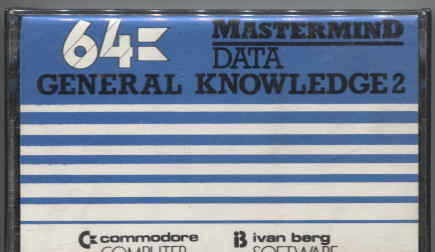 64 MASTERMIND
DATA
GENERAL KNOWLEDGE 2
commodore ivan berg
COMPUTER SOFTWARE